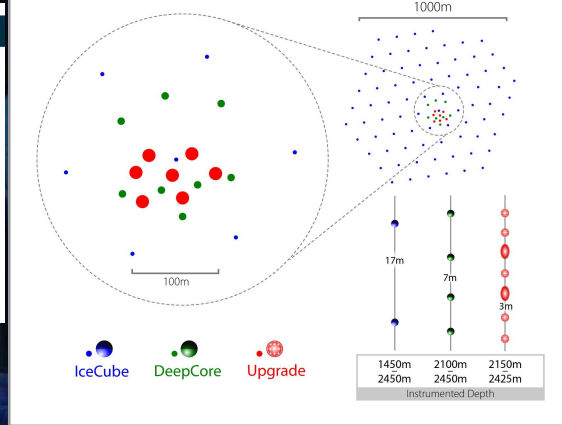 1000m
100m
17m
7m
3m
IceCube DeepCore Upgrade
1450m 2100m 2150m
– – –
2450m 2450m 2425m
Instrumented Depth